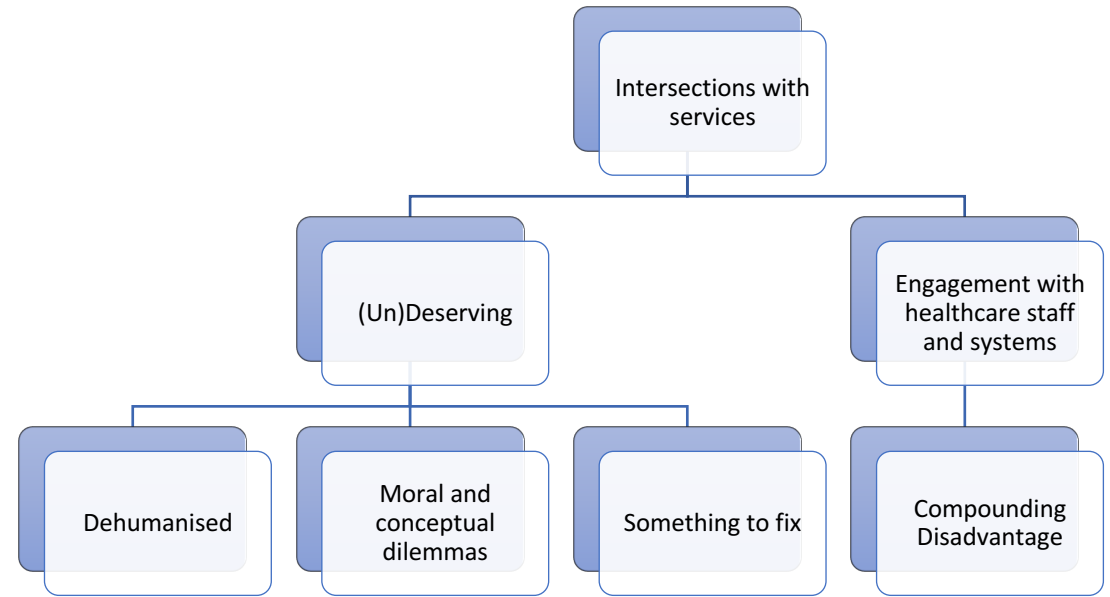 Intersections with
services
(Un)Deserving
Engagement with
healthcare staff
and systems
Dehumanised
Moral and
conceptual
dilemmas
Something to fix
Compounding
Disadvantage